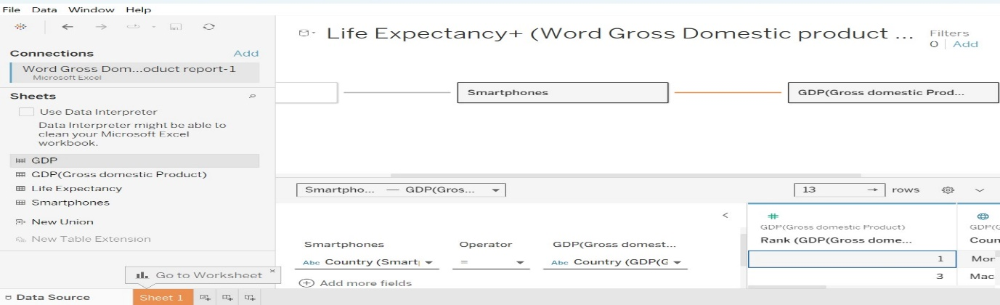 File Data Window Help
Connections Add
Word Gross Dom...oduct report-1
Microsoft Excel
Sheets
Use Data Interpreter
Data Interpreter might be able to
clean your Microsoft Excel
workbook.
GDP
GDP(Gross domestic Product)
Life Expectancy
Smartphones
New Union
New Table Extension
Go to Worksheet
Data Source Sheet 1
Life Expectancy+ (Word Gross Domestic product ...
Filters
0 | Add
Smartphones
GDP(Gross domestic Prod...
Smartpho... — GDP(Gros...
13 → rows
Smartphones Operator GDP(Gross domest...
Abc Country (Smart = Abc Country (GDP(G
Add more fields
# 
GDP(Gross domestic Product) GDP(G
Rank (GDP(Gross dome... Coun
1 Mor
3 Mac